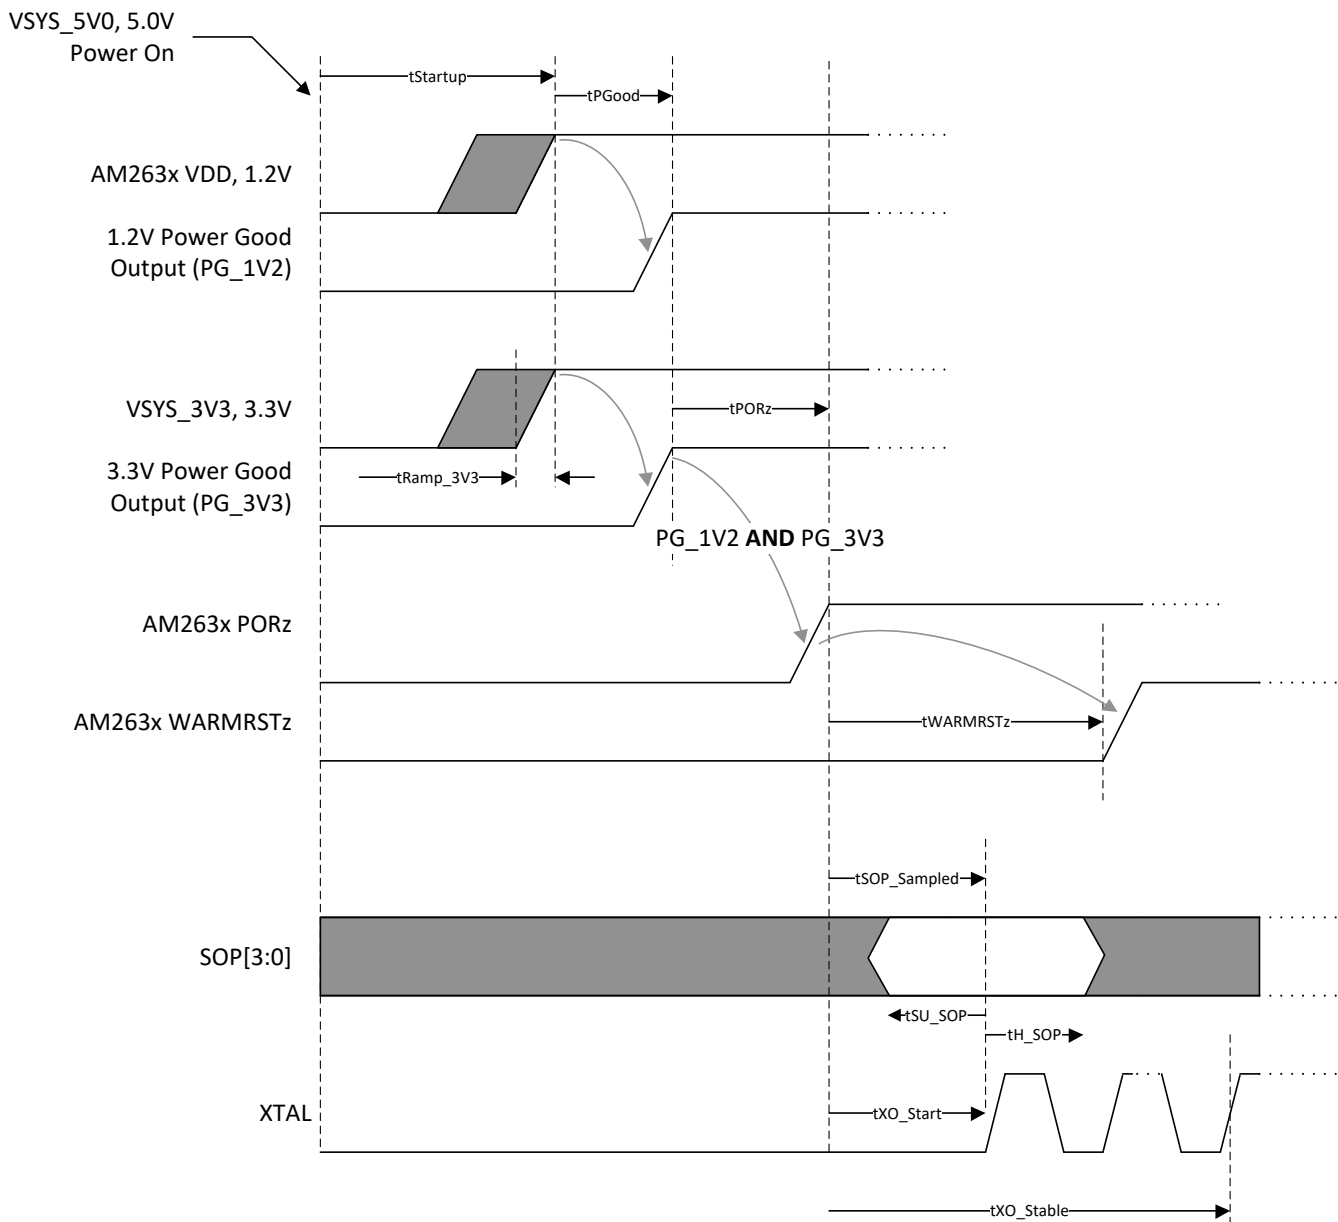 VSYS_5V0, 5.0V
Power On
tStartup
tPGood
AM263x VDD, 1.2V
1.2V Power Good
Output (PG_1V2)
VSYS_3V3, 3.3V
tPORz
3.3V Power Good
Output (PG_3V3)
tRamp_3V3
PG_1V2 AND PG_3V3
AM263x PORz
AM263x WARMRSTz
tWARMRSTz
tSOP_Sampled
SOP[3:0]
tSU_SOP
tH_SOP
XTAL
tXO_Start
tXO_Stable